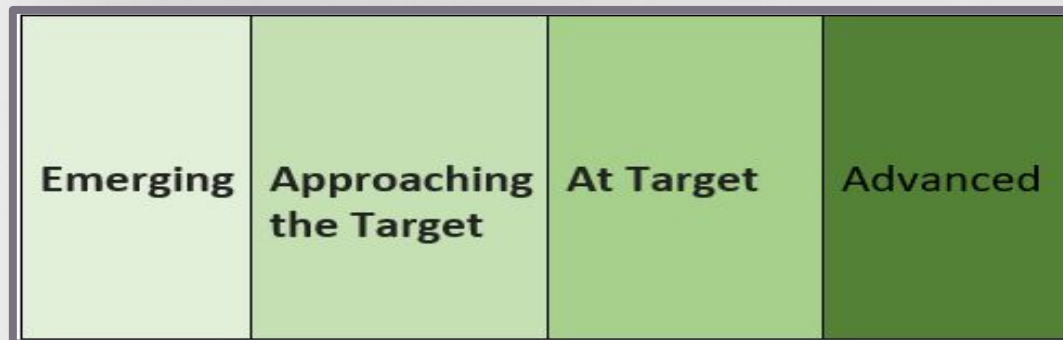 Emerging
Approaching
the Target
At Target
Advanced